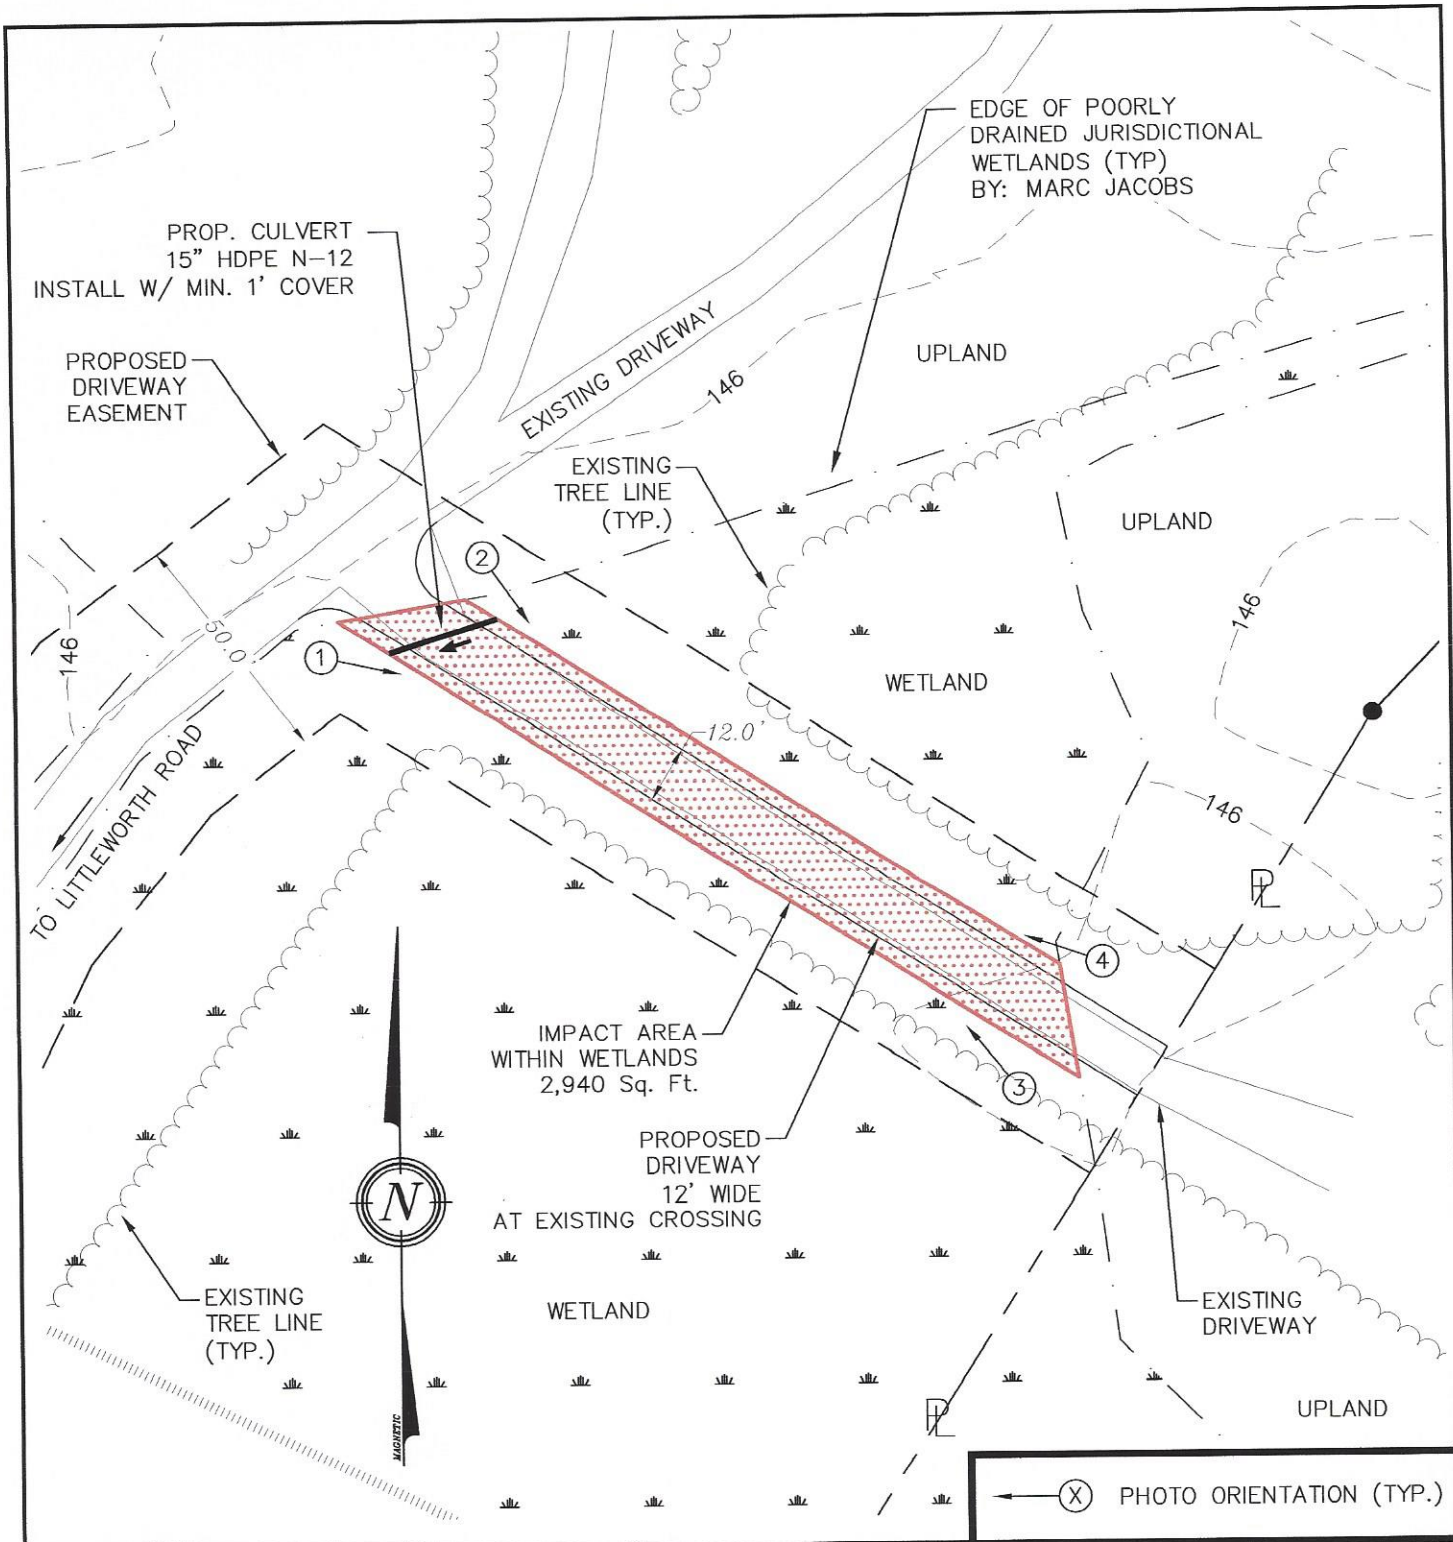 EDGE OF POORLY
DRAINED JURISDICTIONAL
WETLANDS (TYP)
BY: MARC JACOBS
PROP. CULVERT
15" HDPE N-12
INSTALL W/ MIN. 1' COVER
PROPOSED
DRIVEWAY
EASEMENT
EXISTING DRIVEWAY
146
UPLAND
EXISTING
TREE LINE
(TYP.)
UPLAND
2
146
50.0
146
1
WETLAND
12.0'
TO LITTLEWORTH ROAD
146
PL
4
IMPACT AREA
WITHIN WETLANDS
2,940 Sq. Ft.
3
PROPOSED
DRIVEWAY
12' WIDE
AT EXISTING CROSSING
N
MAGNETIC
EXISTING
TREE LINE
(TYP.)
WETLAND
EXISTING
DRIVEWAY
PL
UPLAND
X PHOTO ORIENTATION (TYP.)